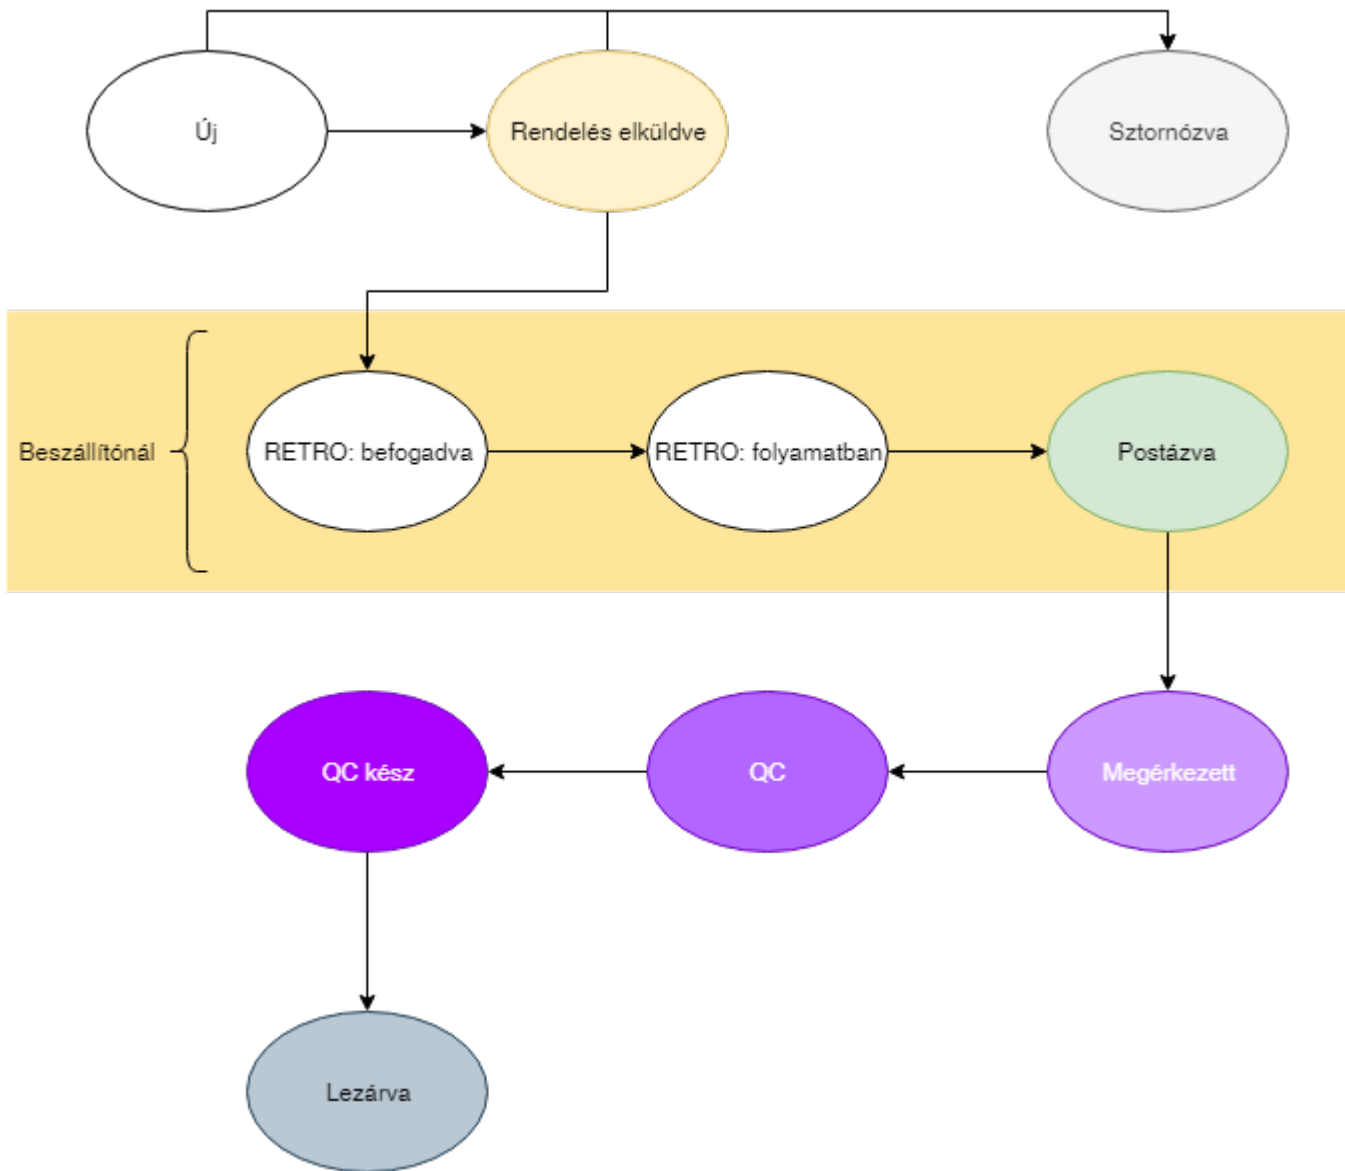 Új
Rendelés elküldve
Sztornózva
Beszállítónál
RETRO: befogadva
RETRO: folyamatban
Postázva
QC kész
QC
Megérkezett
Lezárva